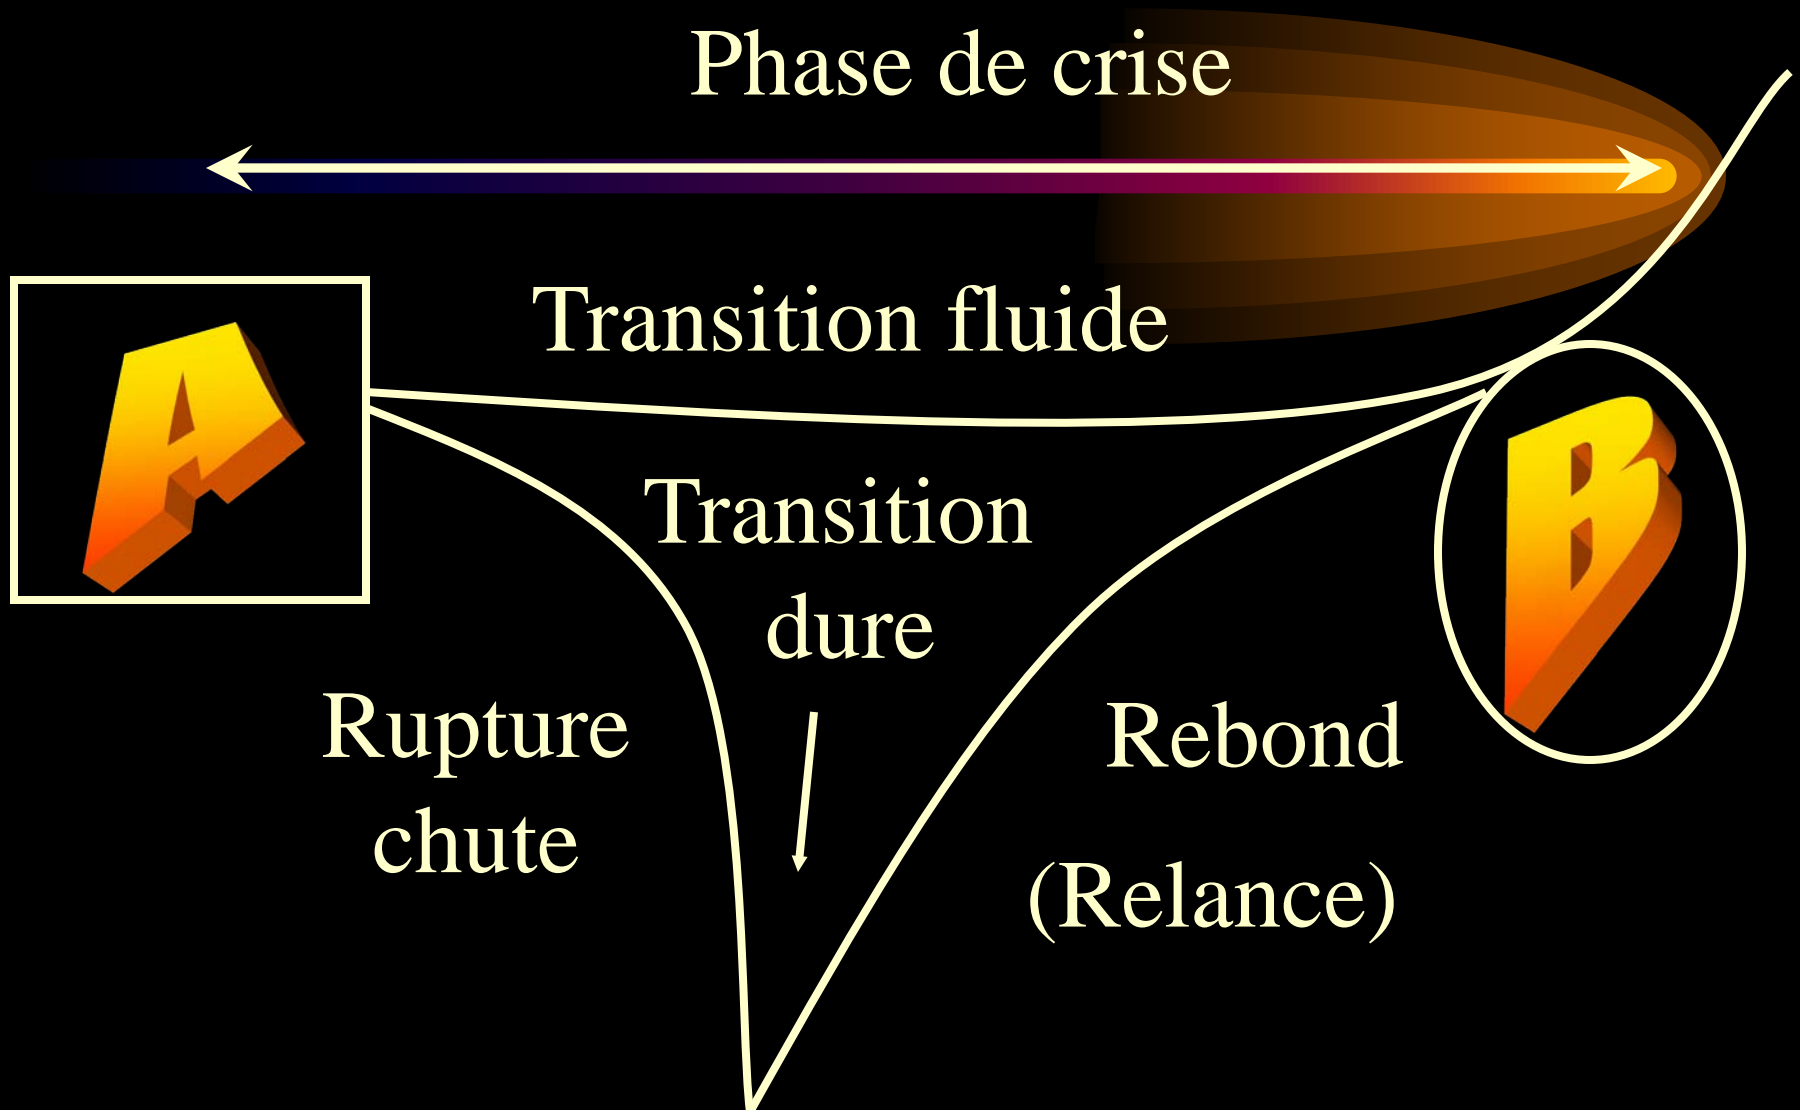 Phase de crise
Transition fluide
A
Transition
dure
B
Rupture
chute
Rebond
(Relance)